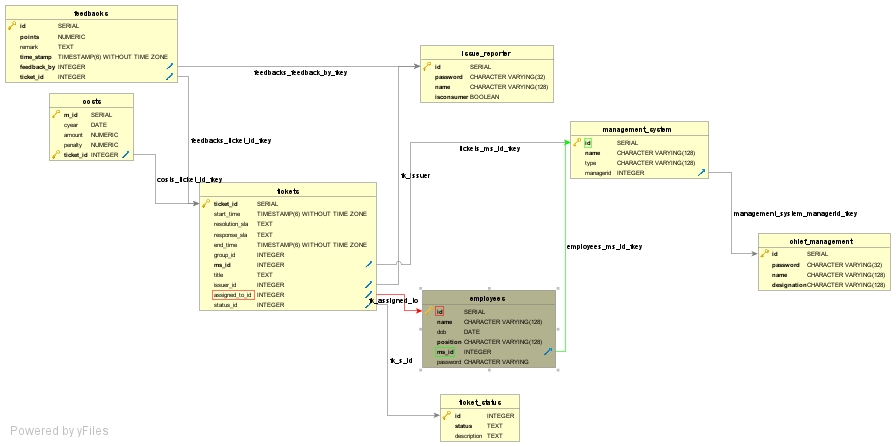 feedbacks
id SERIAL
points NUMERIC
remark TEXT
time_stamp TIMESTAMP(6) WITHOUT TIME ZONE
feedback_by INTEGER
ticket_id INTEGER
issue_reporter
id SERIAL
password CHARACTER VARYING(32)
name CHARACTER VARYING(128)
isconsumer BOOLEAN
feedbacks_feedback_by_fkey
costs
m_id SERIAL
cyear DATE
amount NUMERIC
penalty NUMERIC
ticket_id INTEGER
feedbacks_ticket_id_fkey
management_system
id SERIAL
name CHARACTER VARYING(128)
type CHARACTER VARYING(128)
managerid INTEGER
tickets_ms_id_fkey
costs_ticket_id_fkey
fk_issuer
tickets
ticket_id SERIAL
start_time TIMESTAMP(6) WITHOUT TIME ZONE
resolution_sla TEXT
response_sla TEXT
end_time TIMESTAMP(6) WITHOUT TIME ZONE
group_id INTEGER
ms_id INTEGER
title TEXT
issuer_id INTEGER
assigned_to_id INTEGER
status_id INTEGER
management_system_managerid_fkey
chief_management
id SERIAL
password CHARACTER VARYING(32)
name CHARACTER VARYING(128)
designation CHARACTER VARYING(128)
employees_ms_id_fkey
fk_assigned_to
employees
id SERIAL
name CHARACTER VARYING(128)
dob DATE
position CHARACTER VARYING(128)
ms_id INTEGER
password CHARACTER VARYING
fk_s_id
ticket_status
id INTEGER
status TEXT
description TEXT
Powered by yFiles